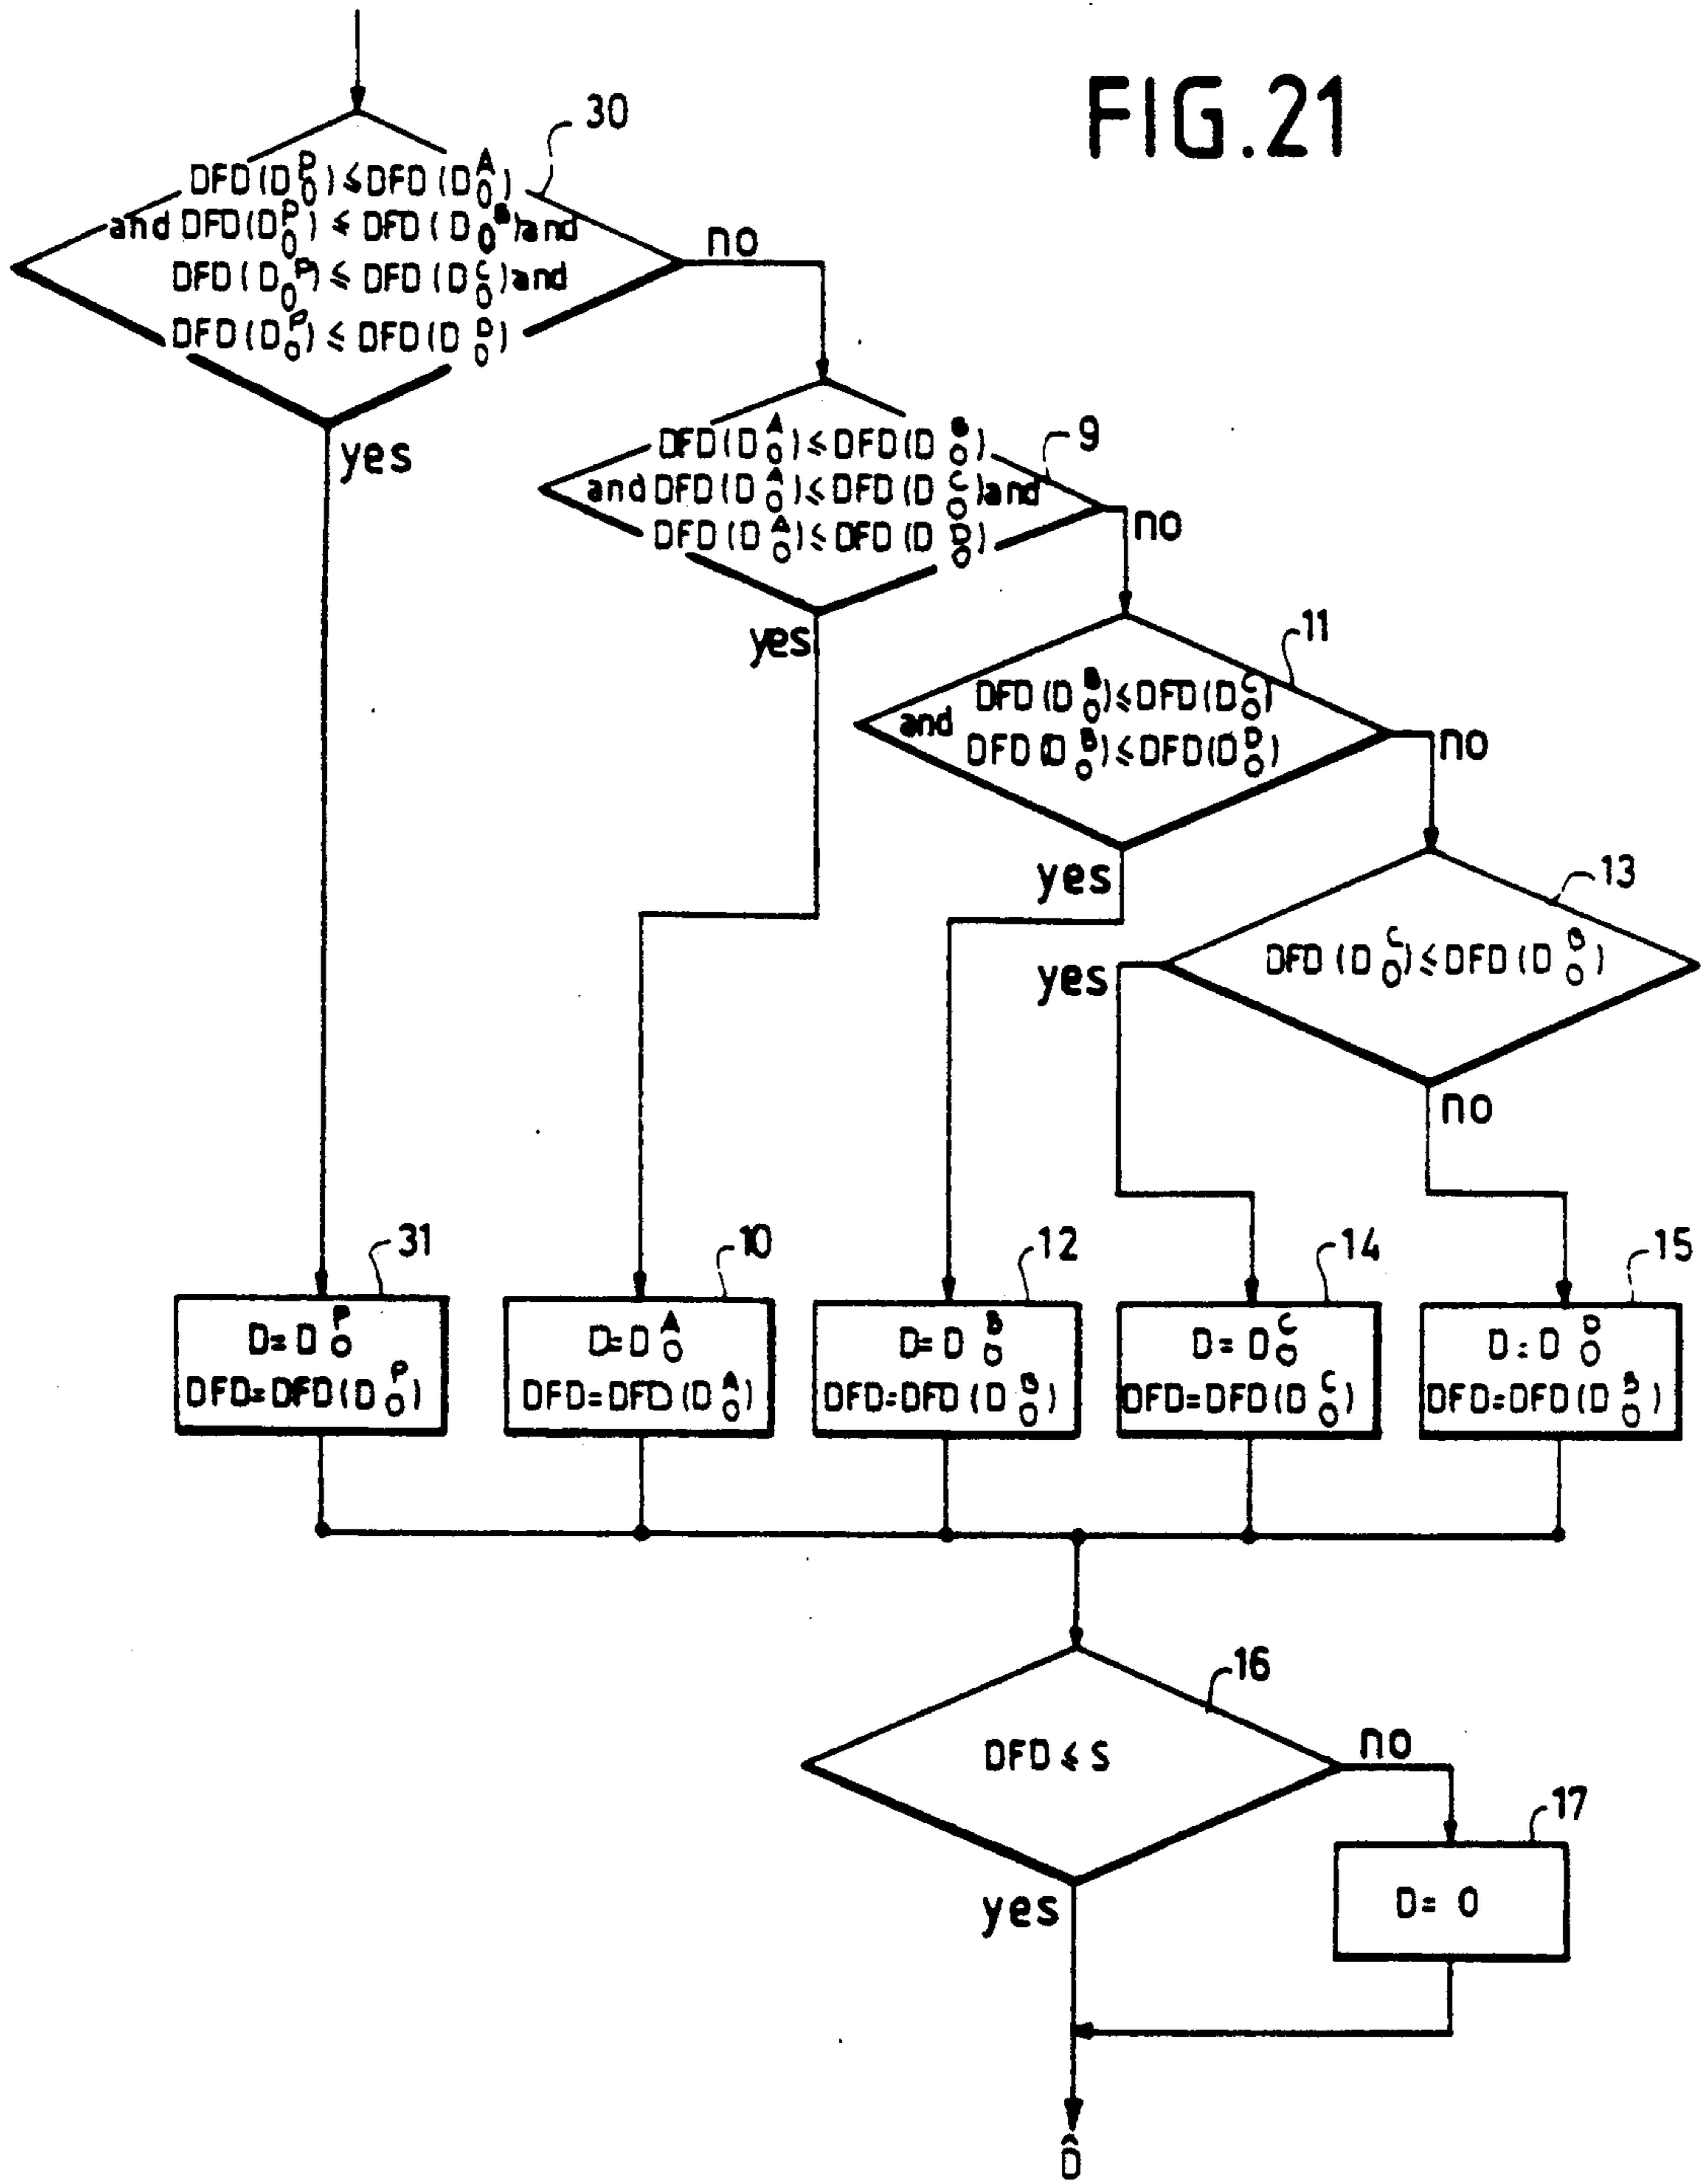 FIG.21
30
DFD(D₀ᴾ) ≤ DFD(D₀ᴬ)
and DFD(D₀ᴾ) ≤ DFD(D₀ᴮ) and
DFD(D₀ᴾ) ≤ DFD(D₀ᶜ) and
DFD(D₀ᴾ) ≤ DFD(D₀ᴰ)
no
yes
9
DFD(D₀ᴬ) ≤ DFD(D₀ᴮ)
and DFD(D₀ᴬ) ≤ DFD(D₀ᶜ) and
DFD(D₀ᴬ) ≤ DFD(D₀ᴰ)
no
yes
11
DFD(D₀ᴮ) ≤ DFD(D₀ᶜ)
and
DFD(D₀ᴮ) ≤ DFD(D₀ᴰ)
no
yes
13
DFD(D₀ᶜ) ≤ DFD(D₀ᴮ)
yes
no
31
D = D₀ᴾ
DFD = DFD(D₀ᴾ)
10
D = D₀ᴬ
DFD = DFD(D₀ᴬ)
12
D = D₀ᴮ
DFD = DFD(D₀ᴮ)
14
D = D₀ᶜ
DFD = DFD(D₀ᶜ)
15
D = D₀ᴰ
DFD = DFD(D₀ᴮ)
16
DFD ≤ S
no
yes
17
D = 0
D̂